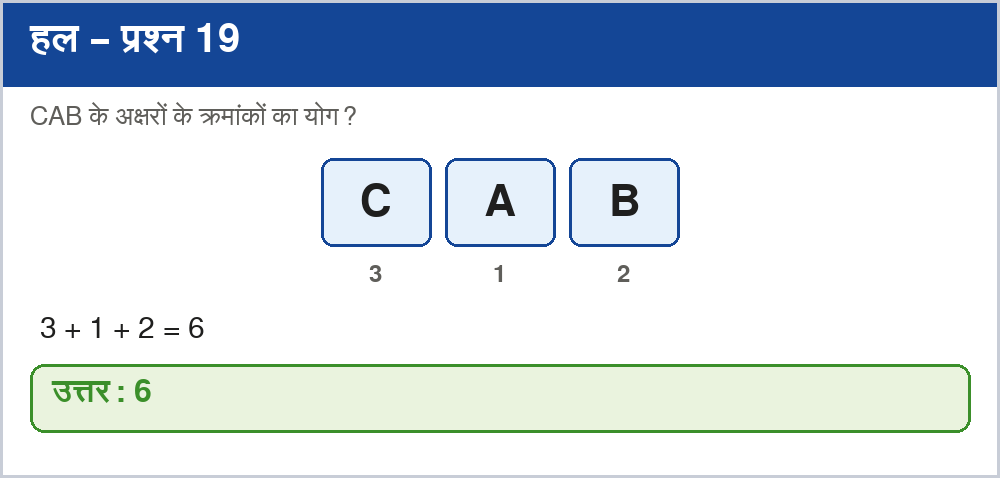 हल – प्रश्न 19
CAB के अक्षरों के क्रमांकों का योग ?
C A B
3 1 2
3 + 1 + 2 = 6
उत्तर : 6